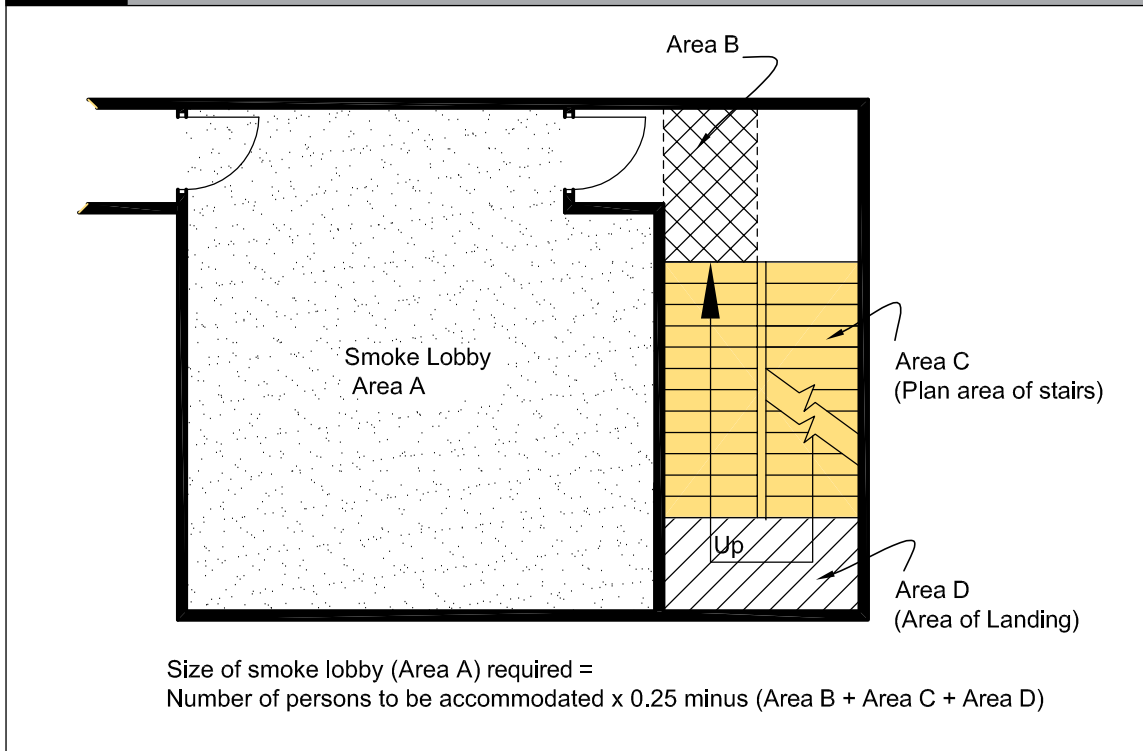 Area B
Smoke Lobby
Area A
Area C
(Plan area of stairs)
Up
Area D
(Area of Landing)
Size of smoke lobby (Area A) required =
Number of persons to be accommodated x 0.25 minus (Area B + Area C + Area D)